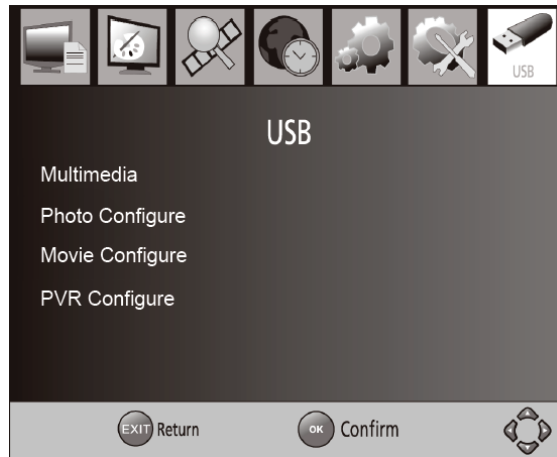 USB
USB
Multimedia
Photo Configure
Movie Configure
PVR Configure
EXIT Return
OK Confirm